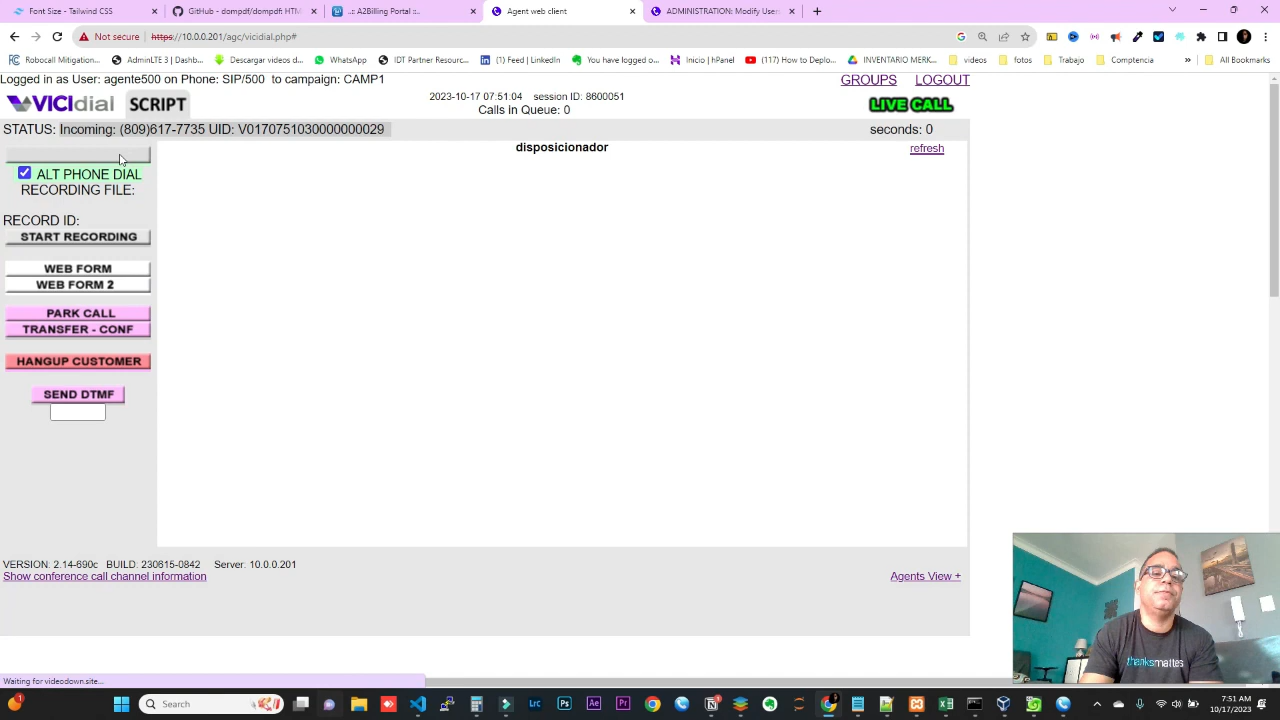 Font Size - Tailwind CSS
GitHub - dompdf/dompdf: HTM
..:: A2Billing Portal ::..
Agent web client
ADMINISTRATION: Modify User
Not secure
https://10.0.0.201/agc/vicidial.php#
Robocall Mitigation...
AdminLTE 3 | Dashb...
Descargar videos d...
WhatsApp
IDT Partner Resourc...
(1) Feed | LinkedIn
You have logged o...
Inicio | hPanel
(117) How to Deplo...
INVENTARIO MERK...
videos
fotos
Trabajo
Comptencia
»
All Bookmarks
Logged in as User: agente500 on Phone: SIP/500 to campaign: CAMP1
GROUPS
LOGOUT
VICIdial
SCRIPT
2023-10-17 07:51:04 session ID: 8600051
Calls in Queue: 0
LIVE CALL
STATUS: Incoming: (809)617-7735 UID: V0170751030000000029
seconds: 0
disposicionador
refresh
ALT PHONE DIAL
RECORDING FILE:
RECORD ID:
START RECORDING
WEB FORM
WEB FORM 2
PARK CALL
TRANSFER - CONF
HANGUP CUSTOMER
SEND DTMF
VERSION: 2.14-690c BUILD: 230815-0842 Server: 10.0.0.201
Show conference call channel information
Agents View +
thanksmattes
Waiting for videodown.site...
Search
7:51 AM
10/17/2023